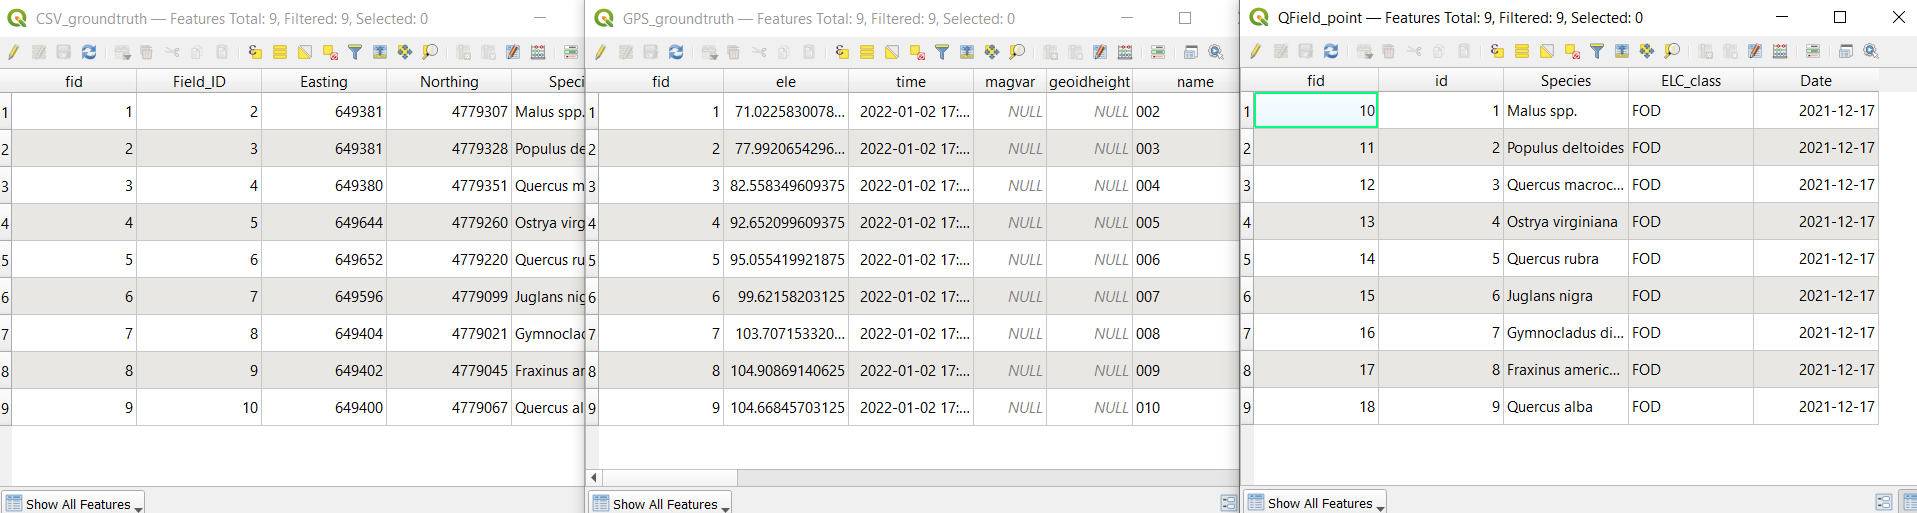 CSV_groundtruth — Features Total: 9, Filtered: 9, Selected: 0
fid Field_ID Easting Northing Speci
1 1 2 649381 4779307 Malus spp.
2 2 3 649381 4779328 Populus de
3 3 4 649380 4779351 Quercus m
4 4 5 649644 4779260 Ostrya virg
5 5 6 649652 4779220 Quercus ru
6 6 7 649596 4779099 Juglans nig
7 7 8 649404 4779021 Gymnoclad
8 8 9 649402 4779045 Fraxinus ar
9 9 10 649400 4779067 Quercus al
Show All Features
GPS_groundtruth — Features Total: 9, Filtered: 9, Selected: 0
fid ele time magvar geoidheight name
1 1 71.0225830078... 2022-01-02 17:... NULL NULL 002
2 2 77.9920654296... 2022-01-02 17:... NULL NULL 003
3 3 82.558349609375 2022-01-02 17:... NULL NULL 004
4 4 92.652099609375 2022-01-02 17:... NULL NULL 005
5 5 95.055419921875 2022-01-02 17:... NULL NULL 006
6 6 99.62158203125 2022-01-02 17:... NULL NULL 007
7 7 103.707153320... 2022-01-02 17:... NULL NULL 008
8 8 104.90869140625 2022-01-02 17:... NULL NULL 009
9 9 104.66845703125 2022-01-02 17:... NULL NULL 010
Show All Features
QField_point — Features Total: 9, Filtered: 9, Selected: 0
fid id Species ELC_class Date
1 10 1 Malus spp. FOD 2021-12-17
2 11 2 Populus deltoides FOD 2021-12-17
3 12 3 Quercus macroc... FOD 2021-12-17
4 13 4 Ostrya virginiana FOD 2021-12-17
5 14 5 Quercus rubra FOD 2021-12-17
6 15 6 Juglans nigra FOD 2021-12-17
7 16 7 Gymnocladus di... FOD 2021-12-17
8 17 8 Fraxinus americ... FOD 2021-12-17
9 18 9 Quercus alba FOD 2021-12-17
Show All Features